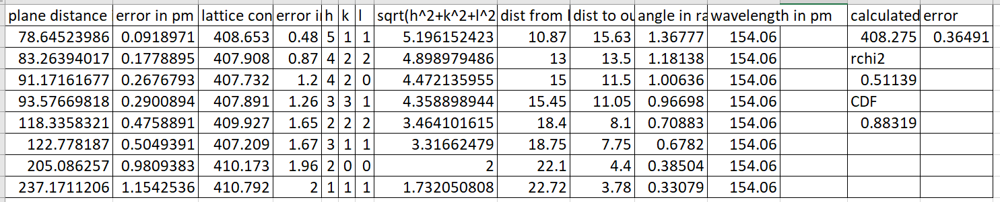 plane distance error in pm lattice con error i h k l sqrt(h^2+k^2+l^2 dist from dist to ou angle in ra wavelength in pm calculated error
78.64523986 0.0918971 408.653 0.48 5 1 1 5.196152423 10.87 15.63 1.36777 154.06 408.275 0.36491
83.26394017 0.1778895 407.908 0.87 4 2 2 4.898979486 13 13.5 1.18138 154.06 rchi2
91.17161677 0.2676793 407.732 1.2 4 2 0 4.472135955 15 11.5 1.00636 154.06 0.51139
93.57669818 0.2900894 407.891 1.26 3 3 1 4.358898944 15.45 11.05 0.96698 154.06 CDF
118.3358321 0.4758891 409.927 1.65 2 2 2 3.464101615 18.4 8.1 0.70883 154.06 0.88319
122.778187 0.5049391 407.209 1.67 3 1 1 3.31662479 18.75 7.75 0.6782 154.06
205.086257 0.9809383 410.173 1.96 2 0 0 2 22.1 4.4 0.38504 154.06
237.1711206 1.1542536 410.792 2 1 1 1 1.732050808 22.72 3.78 0.33079 154.06